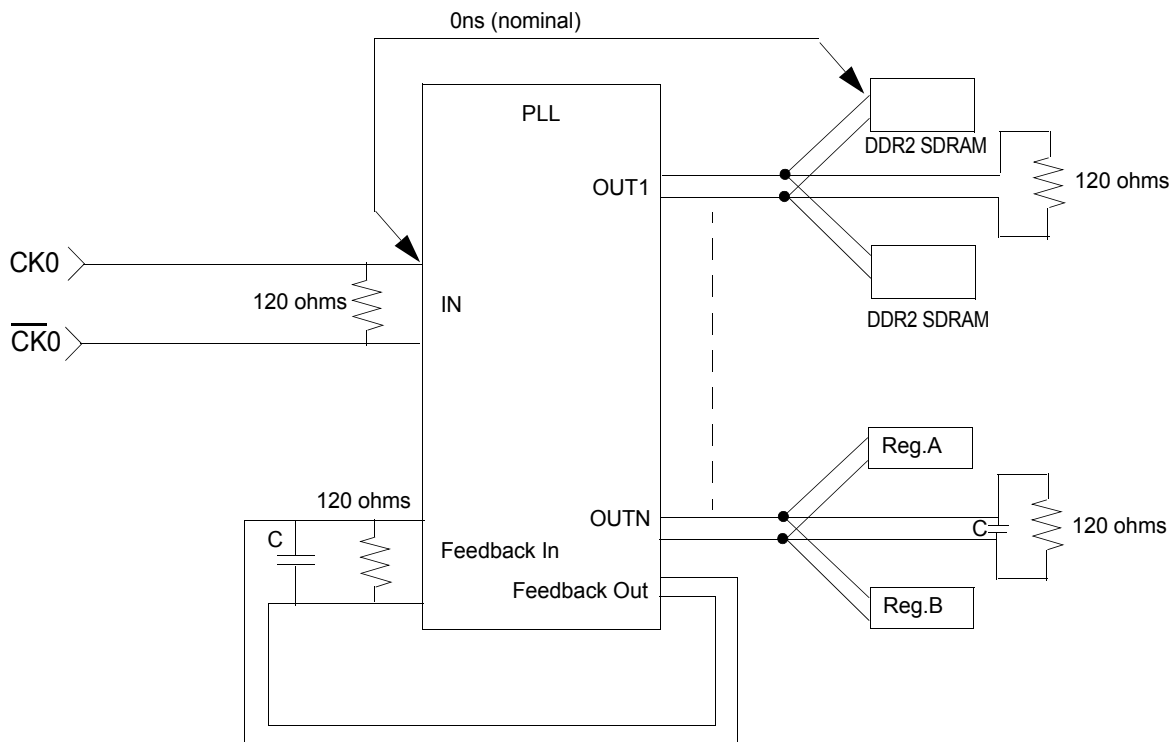 0ns (nominal)
PLL
DDR2 SDRAM
OUT1
120 ohms
CK0
120 ohms
IN
DDR2 SDRAM
C̅K̅0
Reg.A
120 ohms
OUTN
C
120 ohms
C
Feedback In
Feedback Out
Reg.B